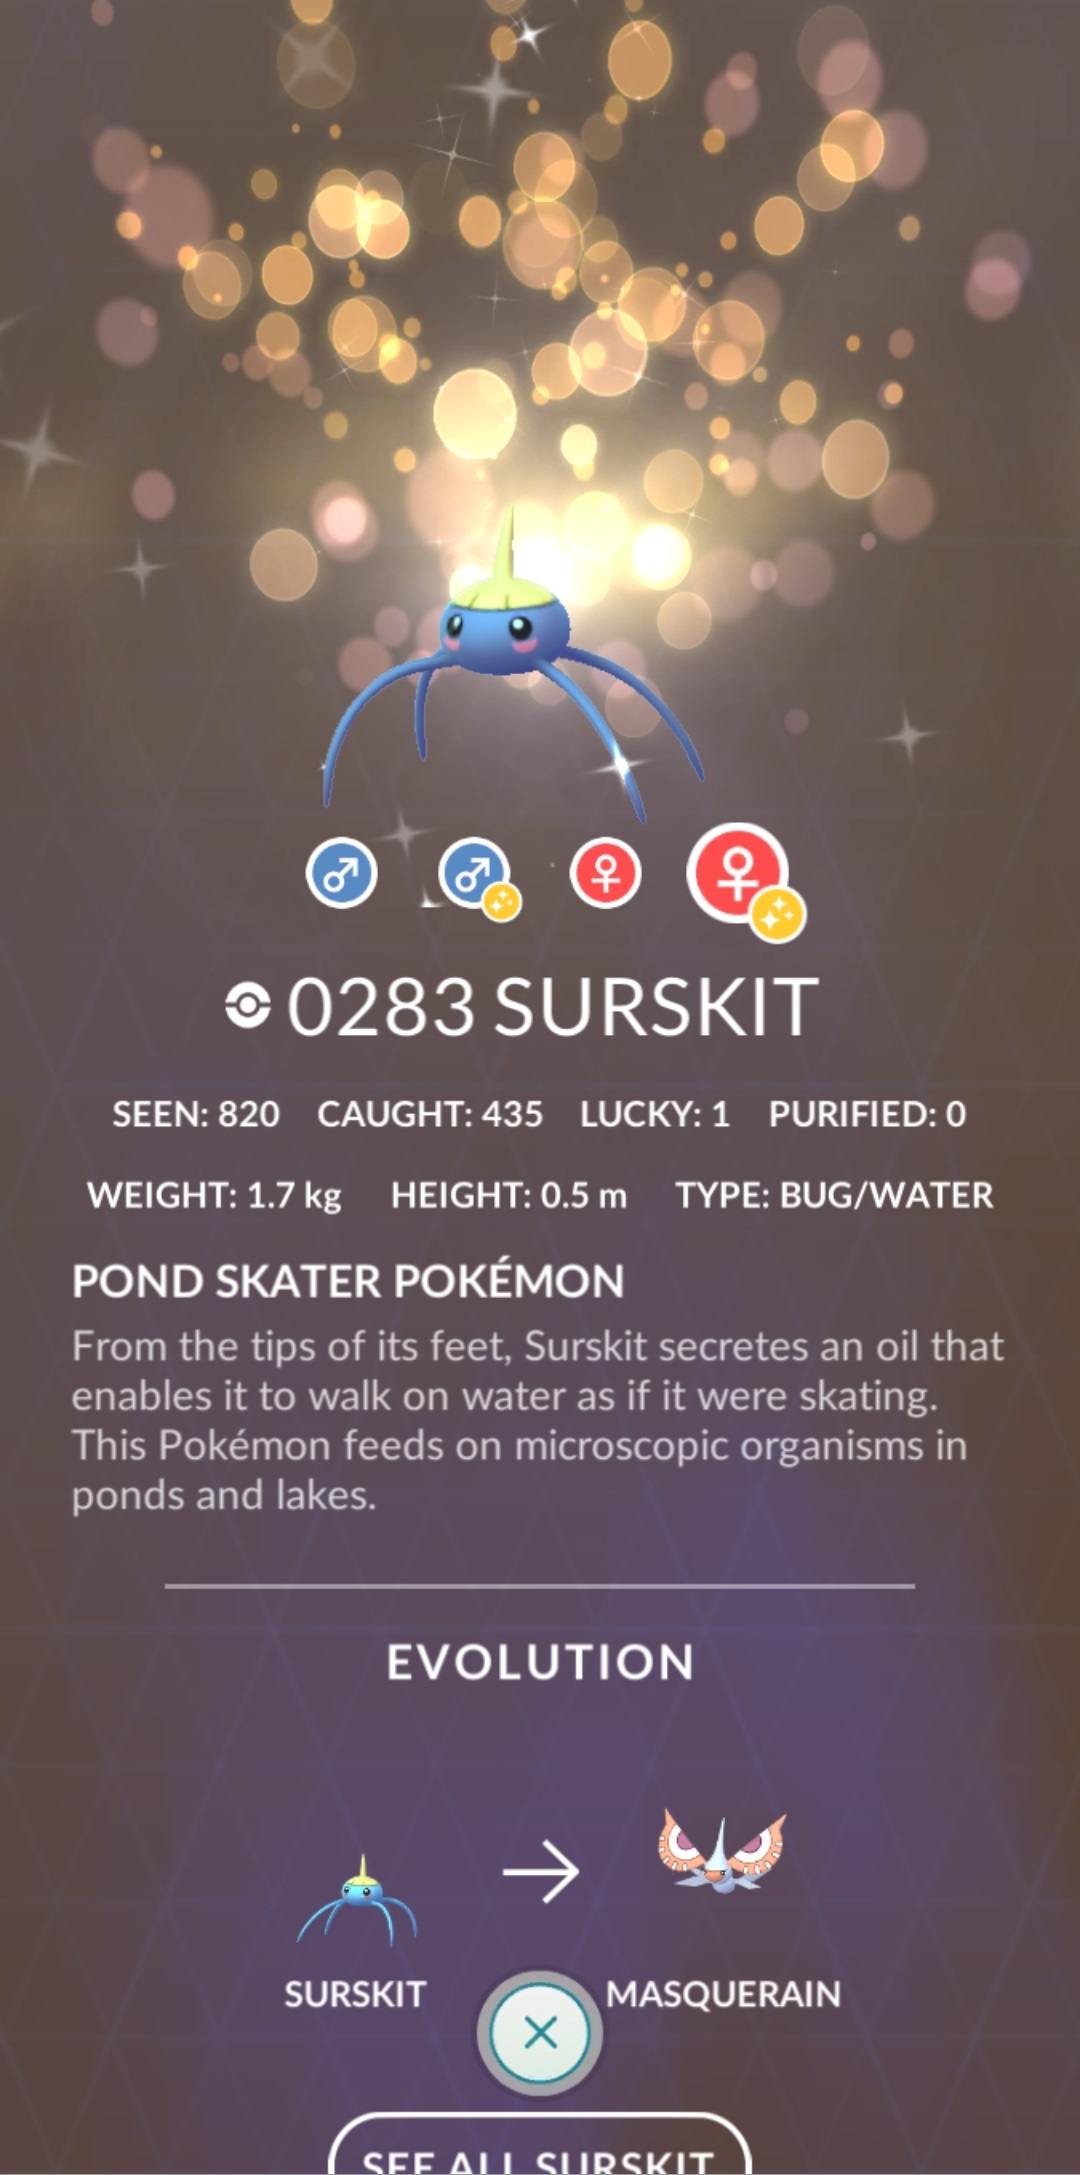 0283 SURSKIT
SEEN: 820 CAUGHT: 435 LUCKY: 1 PURIFIED: 0
WEIGHT: 1.7 kg HEIGHT: 0.5 m TYPE: BUG/WATER
POND SKATER POKÉMON
From the tips of its feet, Surskit secretes an oil that
enables it to walk on water as if it were skating.
This Pokémon feeds on microscopic organisms in
ponds and lakes.
EVOLUTION
SURSKIT MASQUERAIN
SEE ALL SURSKIT